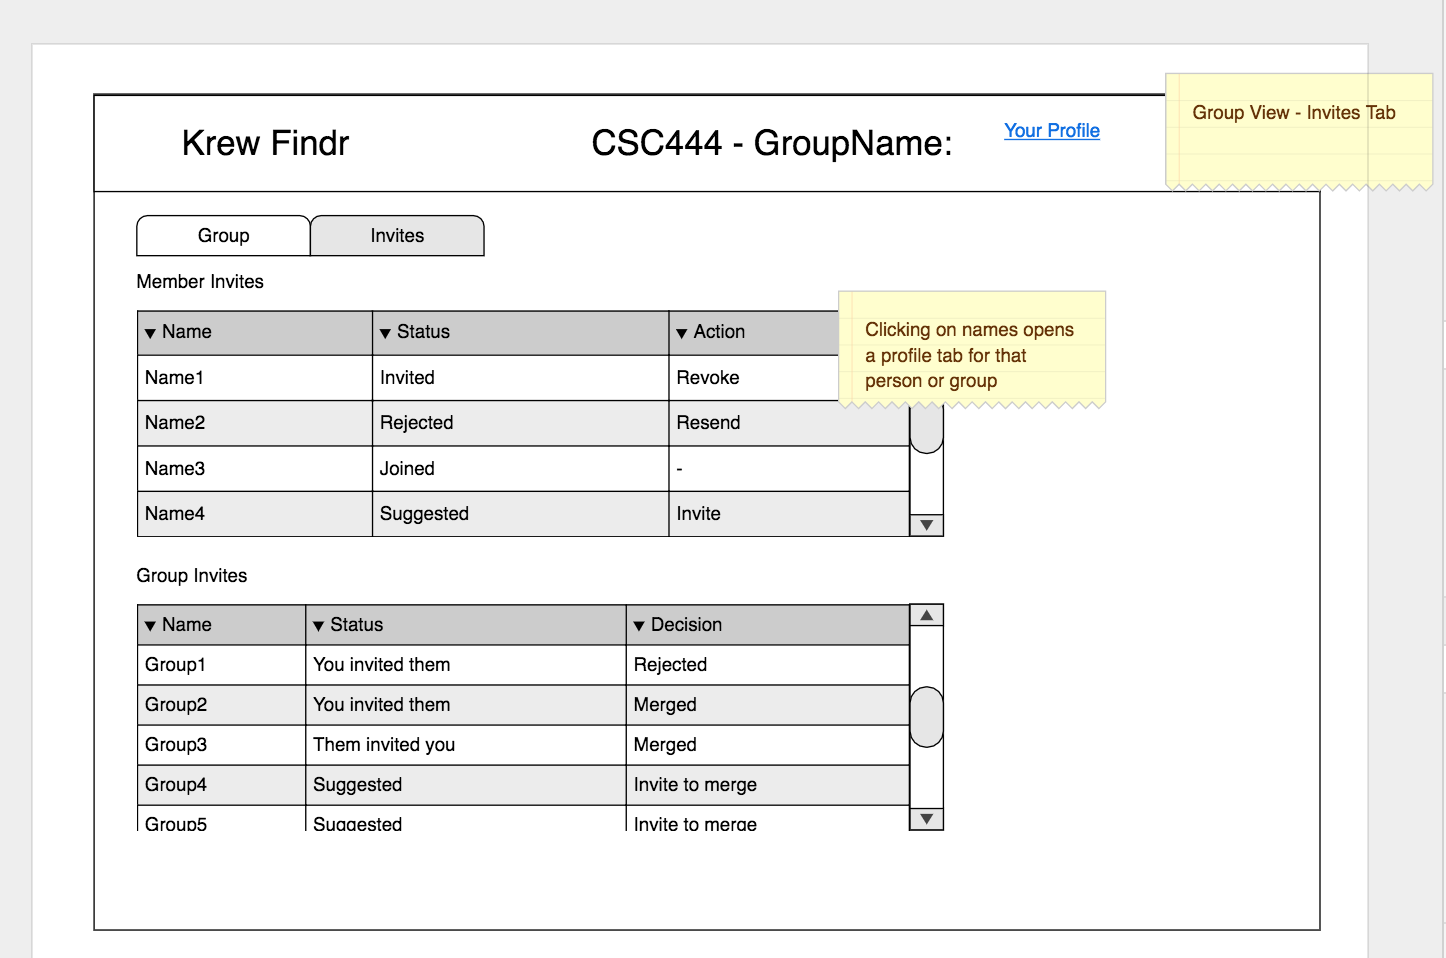 Krew Findr
CSC444 - GroupName:
Your Profile
Group View - Invites Tab
Group
Invites
Member Invites
Name Status Action
Name1 Invited Revoke
Name2 Rejected Resend
Name3 Joined -
Name4 Suggested Invite
Clicking on names opens
a profile tab for that
person or group
Group Invites
Name Status Decision
Group1 You invited them Rejected
Group2 You invited them Merged
Group3 Them invited you Merged
Group4 Suggested Invite to merge
Group5 Suggested Invite to merge